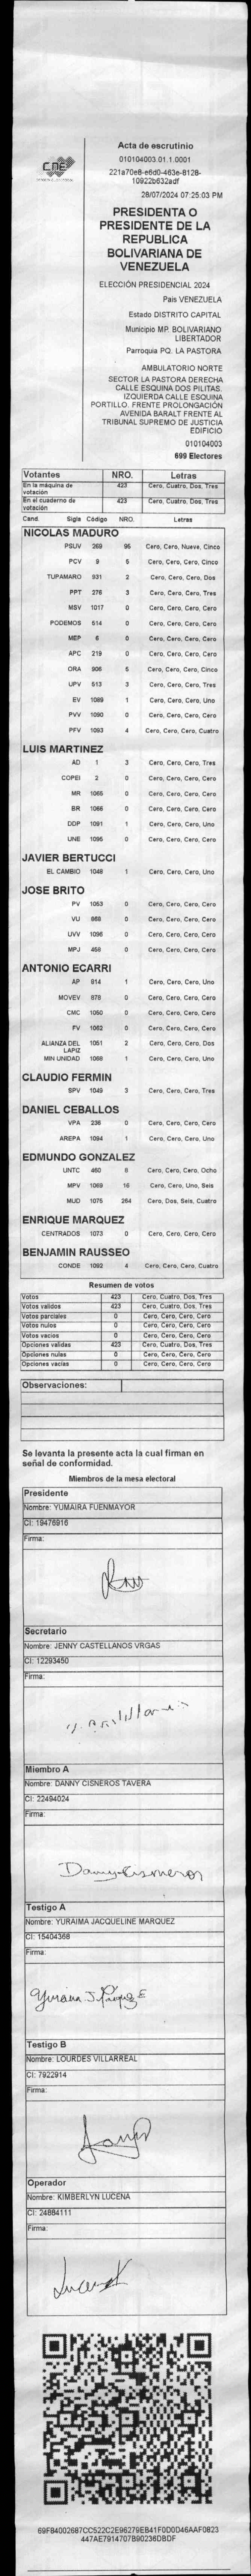 CNE
Acta de escrutinio
010104003.01.1.0001
221a70e8-e6d0-463e-8128-
10922b632adf
28/07/2024 07:25:03 PM
PRESIDENTA O
PRESIDENTE DE LA
REPUBLICA
BOLIVARIANA DE
VENEZUELA
ELECCIÓN PRESIDENCIAL 2024
Pais VENEZUELA
Estado DISTRITO CAPITAL
Municipio MP. BOLIVARIANO
LIBERTADOR
Parroquia PQ. LA PASTORA
AMBULATORIO NORTE
SECTOR LA PASTORA DERECHA
CALLE ESQUINA DOS PILITAS.
IZQUIERDA CALLE ESQUINA
PORTILLO. FRENTE PROLONGACIÓN
AVENIDA BARALT FRENTE AL
TRIBUNAL SUPREMO DE JUSTICIA
EDIFICIO
010104003
699 Electores
Votantes NRO. Letras
En la máquina de votación 423 Cero, Cuatro, Dos, Tres
En el cuaderno de votación 423 Cero, Cuatro, Dos, Tres
Cand. Sigla Código NRO. Letras
NICOLAS MADURO
PSUV 269 95 Cero, Cero, Nueve, Cinco
PCV 9 5 Cero, Cero, Cero, Cinco
TUPAMARO 931 2 Cero, Cero, Cero, Dos
PPT 276 3 Cero, Cero, Cero, Tres
MSV 1017 0 Cero, Cero, Cero, Cero
PODEMOS 514 0 Cero, Cero, Cero, Cero
MEP 6 0 Cero, Cero, Cero, Cero
APC 219 0 Cero, Cero, Cero, Cero
ORA 906 5 Cero, Cero, Cero, Cinco
UPV 513 3 Cero, Cero, Cero, Tres
EV 1089 1 Cero, Cero, Cero, Uno
PVV 1090 0 Cero, Cero, Cero, Cero
PFV 1093 4 Cero, Cero, Cero, Cuatro
LUIS MARTINEZ
AD 1 3 Cero, Cero, Cero, Tres
COPEI 2 0 Cero, Cero, Cero, Cero
MR 1065 0 Cero, Cero, Cero, Cero
BR 1066 0 Cero, Cero, Cero, Cero
DDP 1091 1 Cero, Cero, Cero, Uno
UNE 1095 0 Cero, Cero, Cero, Cero
JAVIER BERTUCCI
EL CAMBIO 1048 1 Cero, Cero, Cero, Uno
JOSE BRITO
PV 1053 0 Cero, Cero, Cero, Cero
VU 868 0 Cero, Cero, Cero, Cero
UVV 1096 0 Cero, Cero, Cero, Cero
MPJ 458 0 Cero, Cero, Cero, Cero
ANTONIO ECARRI
AP 914 1 Cero, Cero, Cero, Uno
MOVEV 878 0 Cero, Cero, Cero, Cero
CMC 1050 0 Cero, Cero, Cero, Cero
FV 1062 0 Cero, Cero, Cero, Cero
ALIANZA DEL LAPIZ 1051 2 Cero, Cero, Cero, Dos
MIN UNIDAD 1068 1 Cero, Cero, Cero, Uno
CLAUDIO FERMIN
SPV 1049 3 Cero, Cero, Cero, Tres
DANIEL CEBALLOS
VPA 236 0 Cero, Cero, Cero, Cero
AREPA 1094 1 Cero, Cero, Cero, Uno
EDMUNDO GONZALEZ
UNTC 460 8 Cero, Cero, Cero, Ocho
MPV 1069 16 Cero, Cero, Uno, Seis
MUD 1075 264 Cero, Dos, Seis, Cuatro
ENRIQUE MARQUEZ
CENTRADOS 1073 0 Cero, Cero, Cero, Cero
BENJAMIN RAUSSEO
CONDE 1092 4 Cero, Cero, Cero, Cuatro
Resumen de votos
Votos 423 Cero, Cuatro, Dos, Tres
Votos validos 423 Cero, Cuatro, Dos, Tres
Votos parciales 0 Cero, Cero, Cero, Cero
Votos nulos 0 Cero, Cero, Cero, Cero
Votos vacios 0 Cero, Cero, Cero, Cero
Opciones validas 423 Cero, Cuatro, Dos, Tres
Opciones nulas 0 Cero, Cero, Cero, Cero
Opciones vacias 0 Cero, Cero, Cero, Cero
Observaciones:
Se levanta la presente acta la cual firman en
señal de conformidad.
Miembros de la mesa electoral
Presidente
Nombre: YUMAIRA FUENMAYOR
CI: 19476916
Firma:
Secretario
Nombre: JENNY CASTELLANOS VRGAS
CI: 12293450
Firma:
Miembro A
Nombre: DANNY CISNEROS TAVERA
CI: 22494024
Firma:
Danny Cisneros
Testigo A
Nombre: YURAIMA JACQUELINE MARQUEZ
CI: 15404368
Firma:
Testigo B
Nombre: LOURDES VILLARREAL
CI: 7922914
Firma:
Operador
Nombre: KIMBERLYN LUCENA
CI: 24884111
Firma:
69F84002687CC522C2E96279EB41F0D0D46AAF0823
447AE7914707B90236DBDF